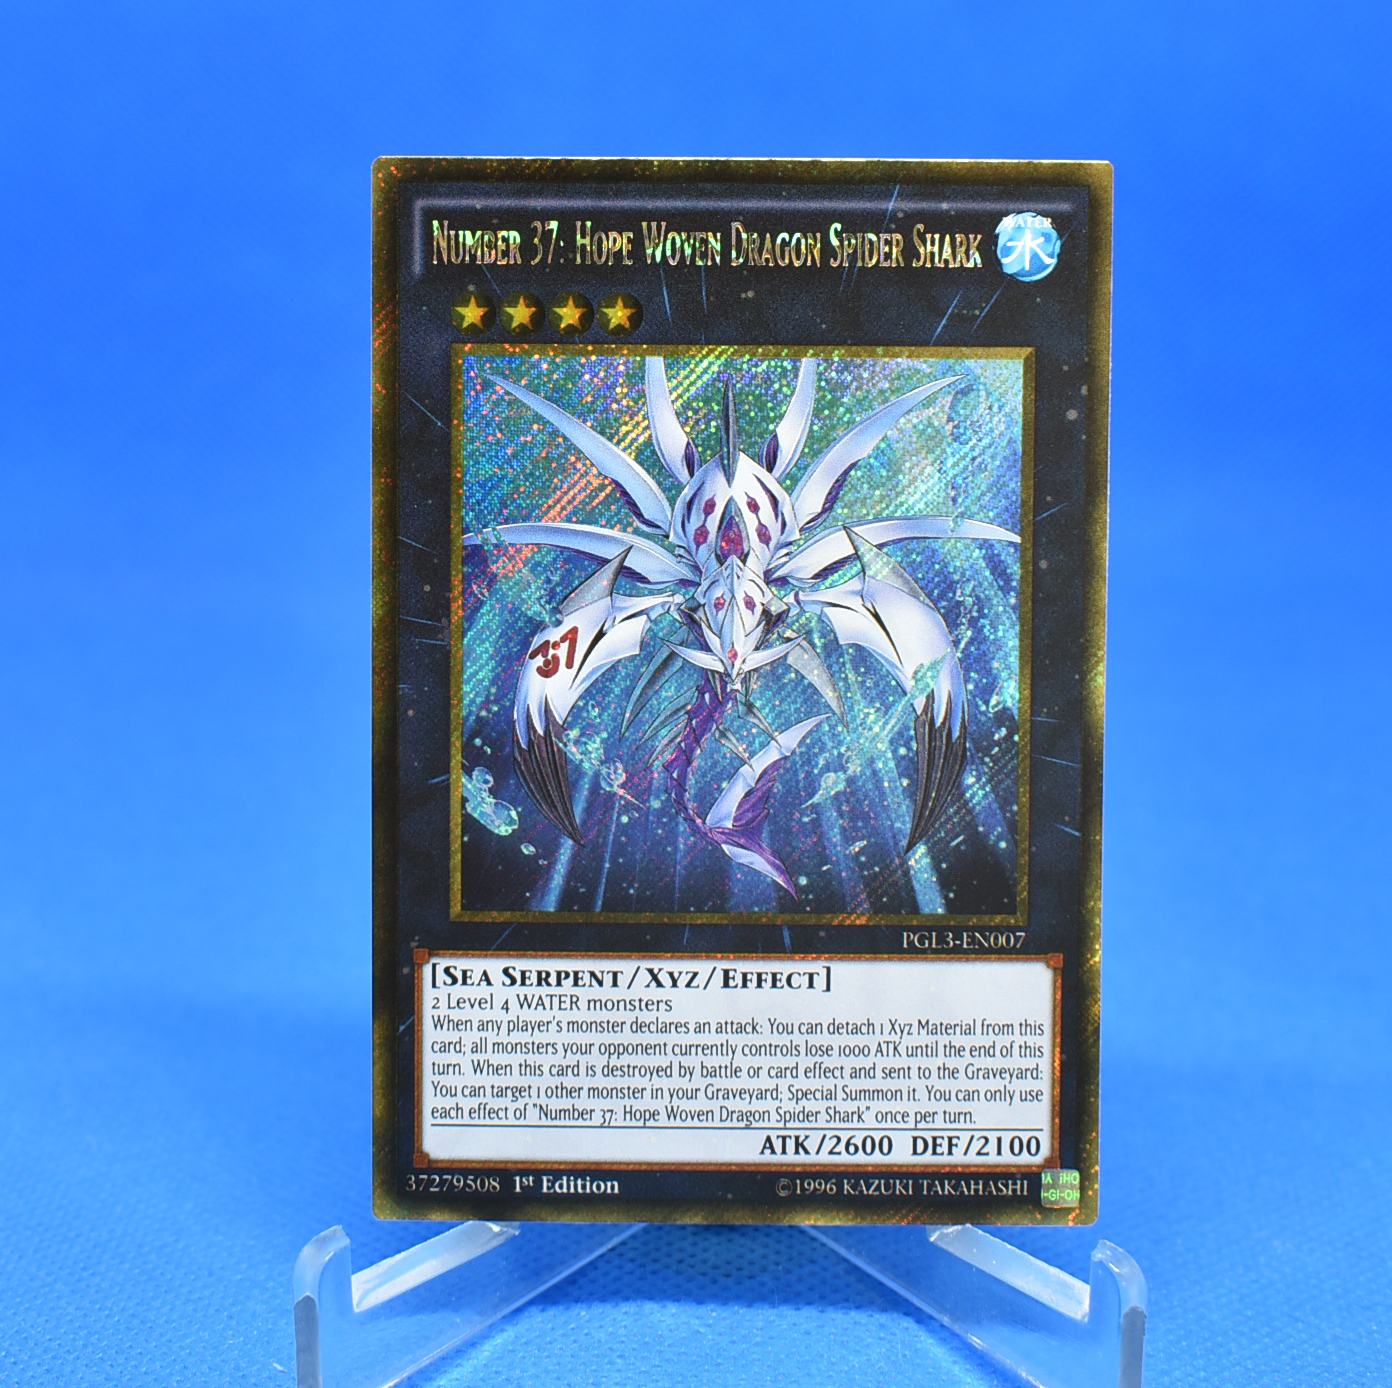 Number 37: Hope Woven Dragon Spider Shark
WATER
水
37
PGL3-EN007
[Sea Serpent/Xyz/Effect]
2 Level 4 WATER monsters
When any player's monster declares an attack: You can detach 1 Xyz Material from this
card; all monsters your opponent currently controls lose 1000 ATK until the end of this
turn. When this card is destroyed by battle or card effect and sent to the Graveyard:
You can target 1 other monster in your Graveyard; Special Summon it. You can only use
each effect of "Number 37: Hope Woven Dragon Spider Shark" once per turn.
ATK/2600 DEF/2100
37279508 1st Edition ©1996 KAZUKI TAKAHASHI